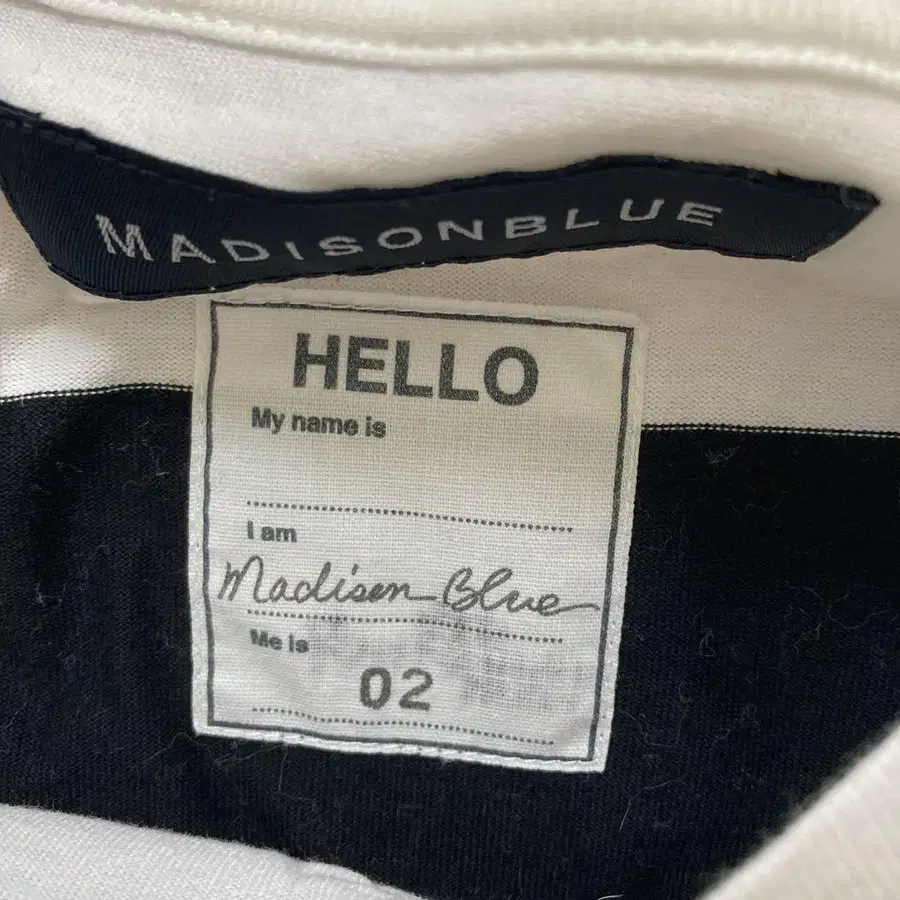 MADISONBLUE
HELLO
My name is
I am
Madison Blue
Me is
02